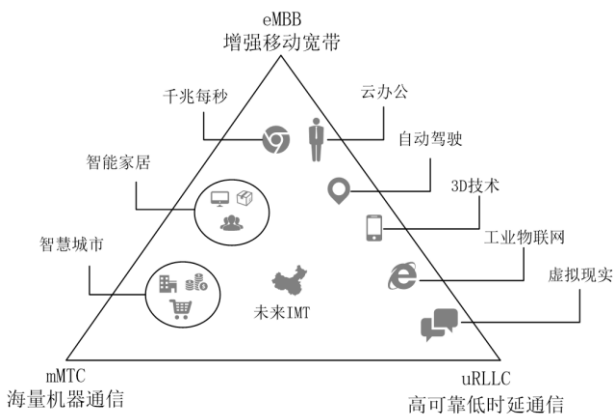 eMBB
增强移动宽带
千兆每秒
云办公
自动驾驶
智能家居
3D技术
智慧城市
工业物联网
虚拟现实
未来IMT
mMTC
海量机器通信
uRLLC
高可靠低时延通信